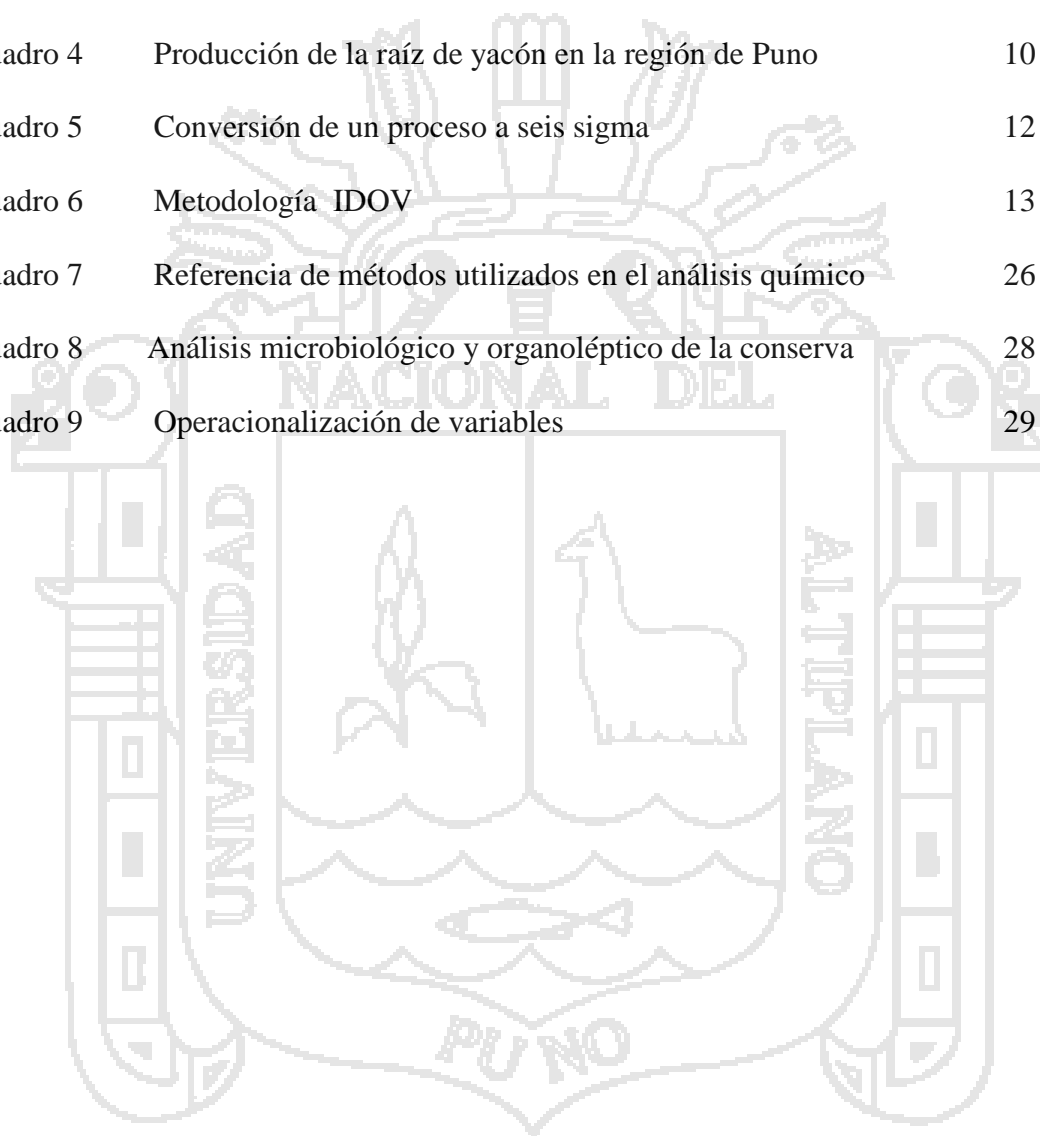 adro 4 Producción de la raíz de yacón en la región de Puno 10
adro 5 Conversión de un proceso a seis sigma 12
adro 6 Metodología IDOV 13
adro 7 Referencia de métodos utilizados en el análisis químico 26
adro 8 Análisis microbiológico y organoléptico de la conserva 28
adro 9 Operacionalización de variables 29
NACIONAL DEL
UNIVERSIDAD
ALTIPLANO
PUNO